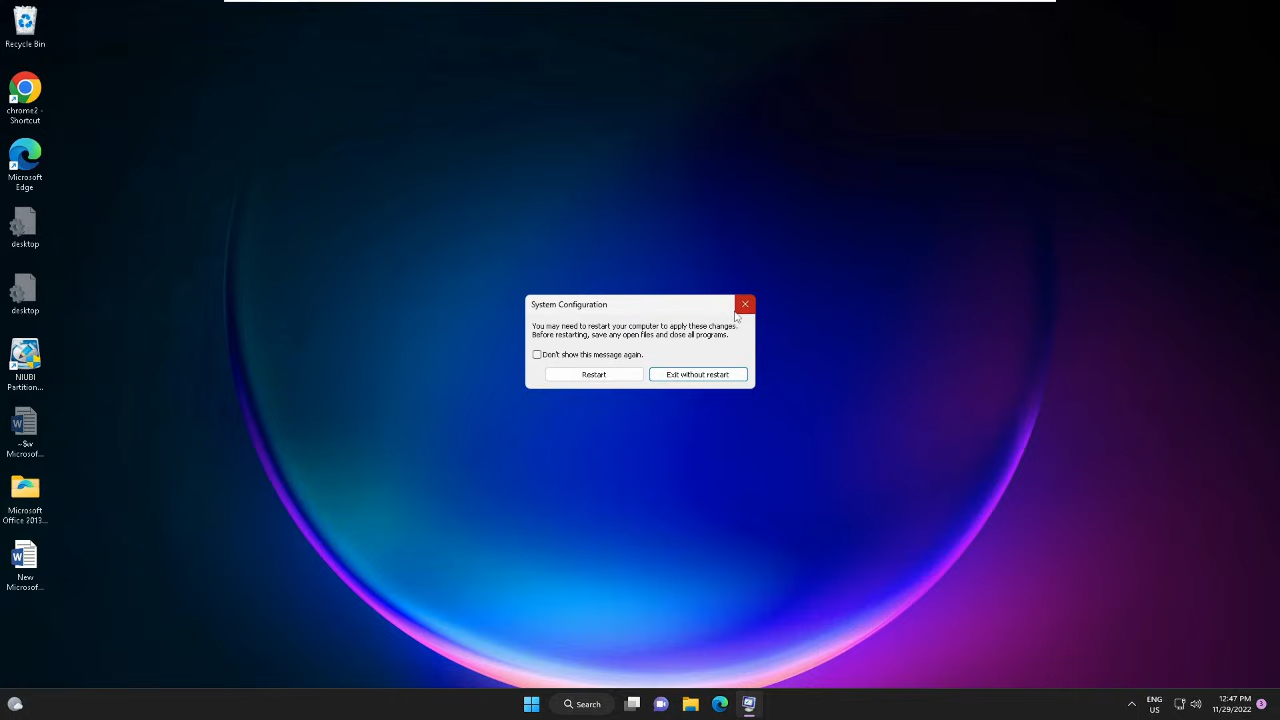 Recycle Bin
chrome2 -
Shortcut
Microsoft
Edge
desktop
desktop
NIUBI
Partition...
~$w
Microsof...
Microsoft
Office 2013...
New
Microsof...
System Configuration
You may need to restart your computer to apply these changes.
Before restarting, save any open files and close all programs.
Don't show this message again.
Restart
Exit without restart
Search
ENG
US
12:47 PM
11/29/2022
3